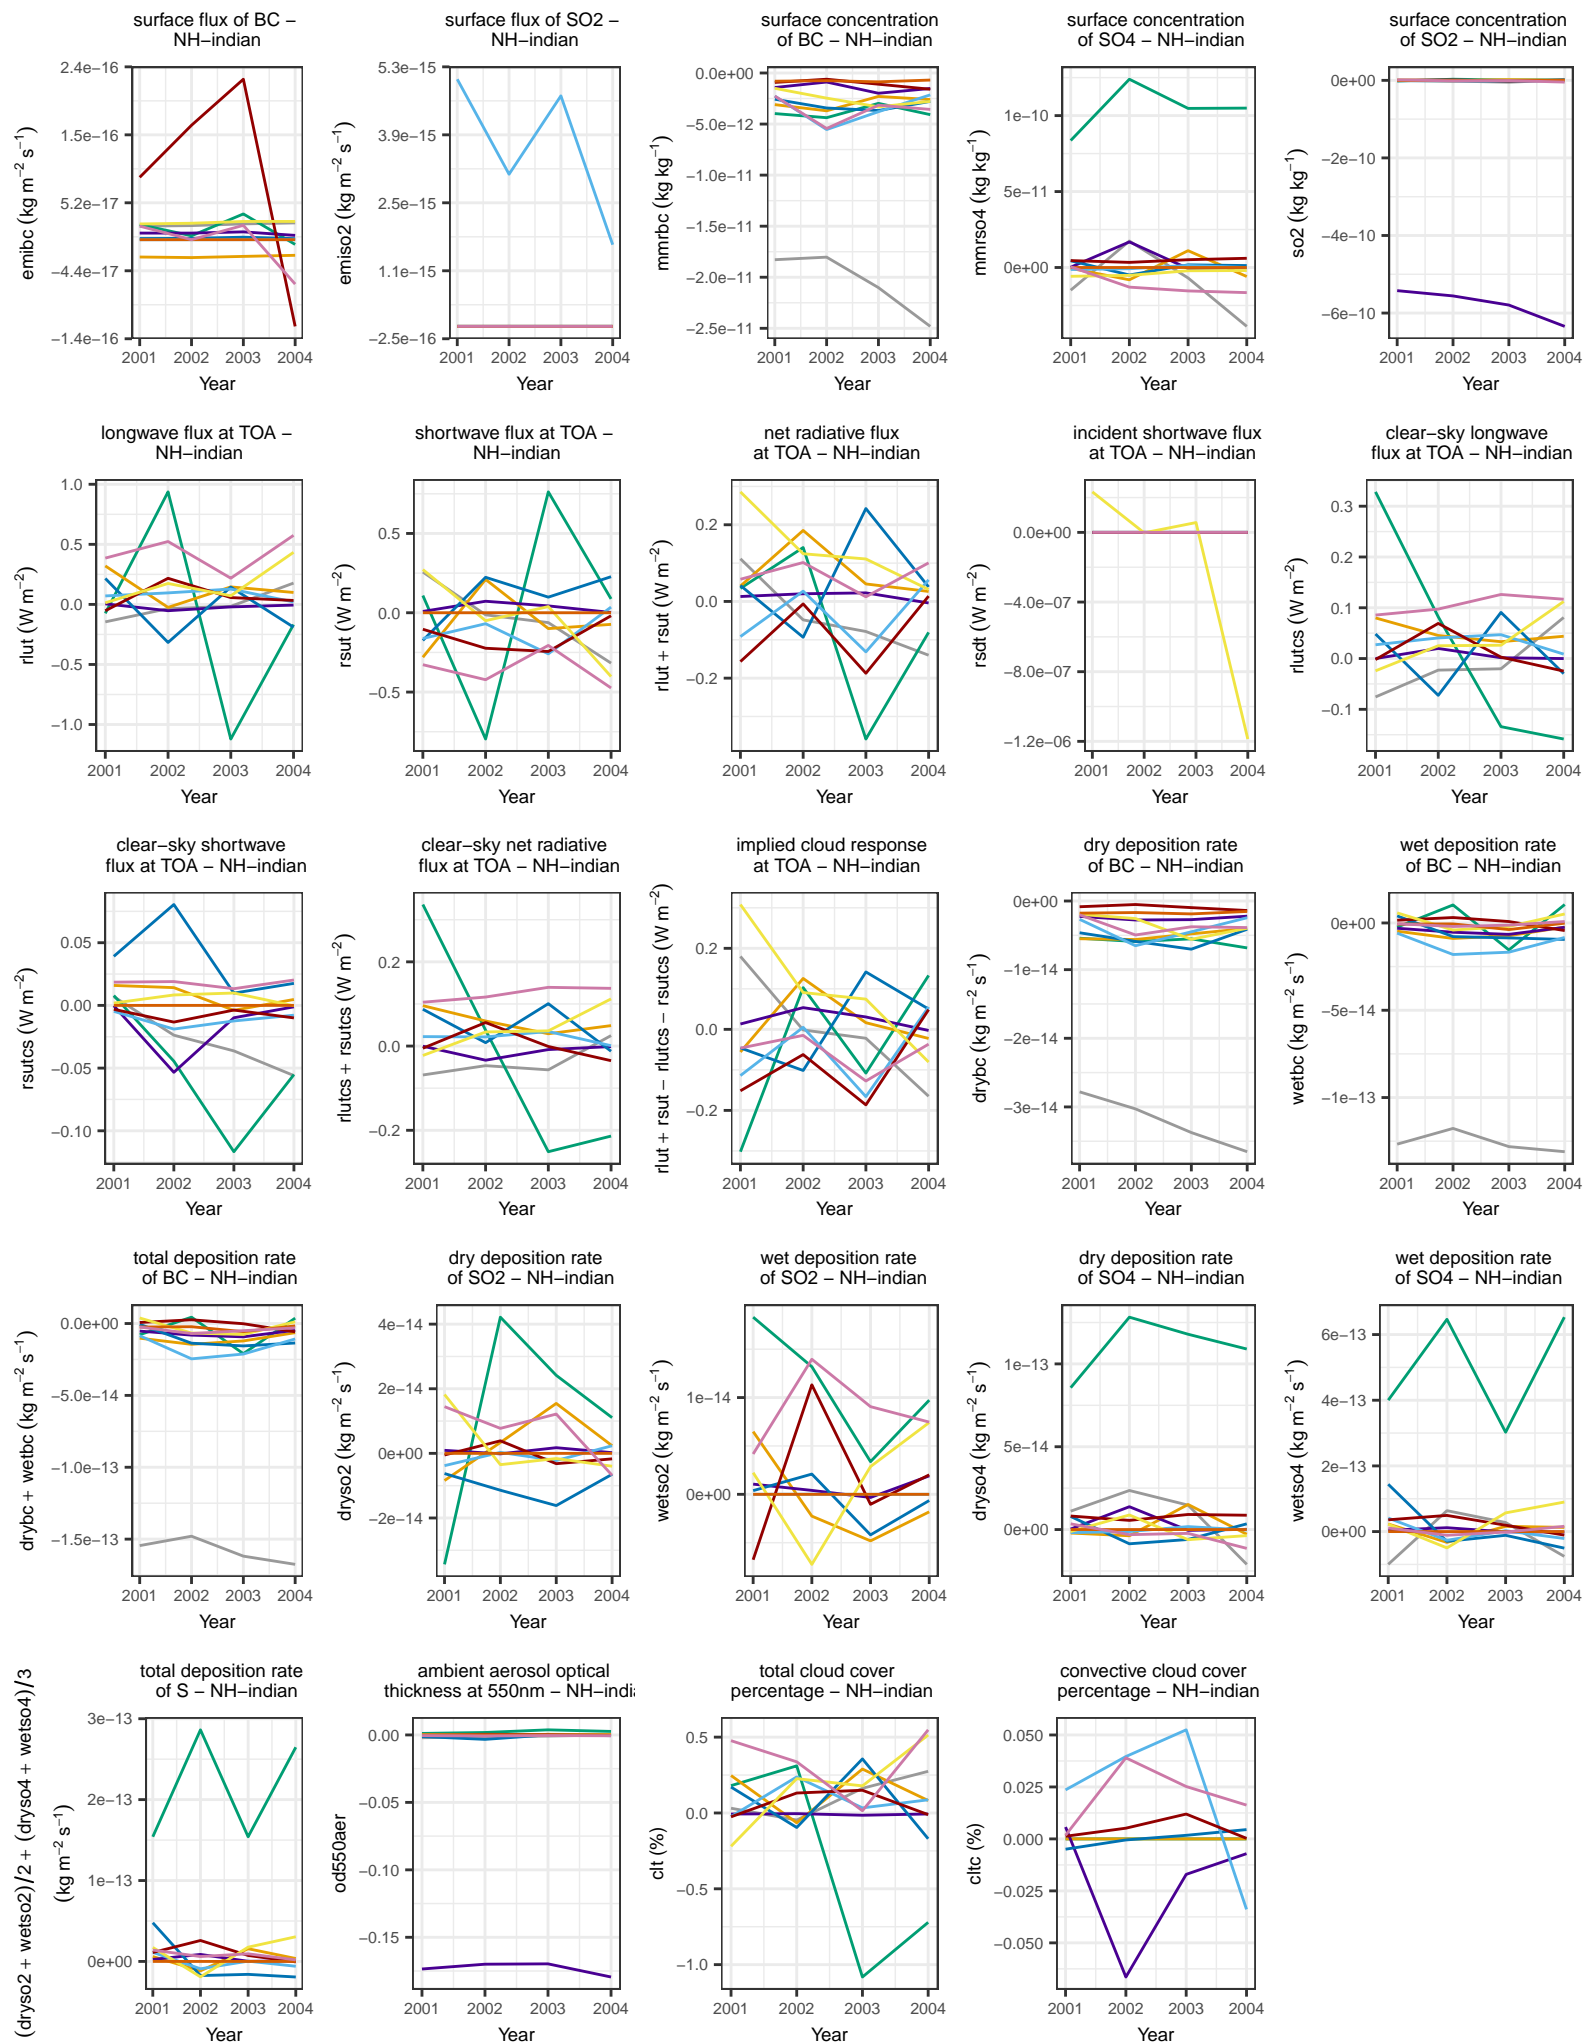 surface flux of BC −
NH−indian
emibc (kg m−2 s−1)
2.4e−16
1.5e−16
5.2e−17
−4.4e−17
−1.4e−16
2001 2002 2003 2004
Year
surface flux of SO2 −
NH−indian
emiso2 (kg m−2 s−1)
5.3e−15
3.9e−15
2.5e−15
1.1e−15
−2.5e−16
2001 2002 2003 2004
Year
surface concentration
of BC − NH−indian
mmrbc (kg kg−1)
0.0e+00
−5.0e−12
−1.0e−11
−1.5e−11
−2.0e−11
−2.5e−11
2001 2002 2003 2004
Year
surface concentration
of SO4 − NH−indian
mmrso4 (kg kg−1)
1e−10
5e−11
0e+00
2001 2002 2003 2004
Year
surface concentration
of SO2 − NH−indian
so2 (kg kg−1)
0e+00
−2e−10
−4e−10
−6e−10
2001 2002 2003 2004
Year
longwave flux at TOA −
NH−indian
rlut (W m−2)
1.0
0.5
0.0
−0.5
−1.0
2001 2002 2003 2004
Year
shortwave flux at TOA −
NH−indian
rsut (W m−2)
0.5
0.0
−0.5
2001 2002 2003 2004
Year
net radiative flux
at TOA − NH−indian
rlut + rsut (W m−2)
0.2
0.0
−0.2
2001 2002 2003 2004
Year
incident shortwave flux
at TOA − NH−indian
rsdt (W m−2)
0.0e+00
−4.0e−07
−8.0e−07
−1.2e−06
2001 2002 2003 2004
Year
clear−sky longwave
flux at TOA − NH−indian
rlutcs (W m−2)
0.3
0.2
0.1
0.0
−0.1
2001 2002 2003 2004
Year
clear−sky shortwave
flux at TOA − NH−indian
rsutcs (W m−2)
0.05
0.00
−0.05
−0.10
2001 2002 2003 2004
Year
clear−sky net radiative
flux at TOA − NH−indian
rlutcs + rsutcs (W m−2)
0.2
0.0
−0.2
2001 2002 2003 2004
Year
implied cloud response
at TOA − NH−indian
rlut + rsut − rlutcs − rsutcs (W m−2)
0.2
0.0
−0.2
2001 2002 2003 2004
Year
dry deposition rate
of BC − NH−indian
drybc (kg m−2 s−1)
0e+00
−1e−14
−2e−14
−3e−14
2001 2002 2003 2004
Year
wet deposition rate
of BC − NH−indian
wetbc (kg m−2 s−1)
0e+00
−5e−14
−1e−13
2001 2002 2003 2004
Year
total deposition rate
of BC − NH−indian
drybc + wetbc (kg m−2 s−1)
0.0e+00
−5.0e−14
−1.0e−13
−1.5e−13
2001 2002 2003 2004
Year
dry deposition rate
of SO2 − NH−indian
dryso2 (kg m−2 s−1)
4e−14
2e−14
0e+00
−2e−14
2001 2002 2003 2004
Year
wet deposition rate
of SO2 − NH−indian
wetso2 (kg m−2 s−1)
1e−14
0e+00
2001 2002 2003 2004
Year
dry deposition rate
of SO4 − NH−indian
dryso4 (kg m−2 s−1)
1e−13
5e−14
0e+00
2001 2002 2003 2004
Year
wet deposition rate
of SO4 − NH−indian
wetso4 (kg m−2 s−1)
6e−13
4e−13
2e−13
0e+00
2001 2002 2003 2004
Year
total deposition rate
of S − NH−indian
(dryso2 + wetso2)/2 + (dryso4 + wetso4)/3
(kg m−2 s−1)
3e−13
2e−13
1e−13
0e+00
2001 2002 2003 2004
Year
ambient aerosol optical
thickness at 550nm − NH−indi
od550aer
0.00
−0.05
−0.10
−0.15
2001 2002 2003 2004
Year
total cloud cover
percentage − NH−indian
clt (%)
0.5
0.0
−0.5
−1.0
2001 2002 2003 2004
Year
convective cloud cover
percentage − NH−indian
cltc (%)
0.050
0.025
0.000
−0.025
−0.050
2001 2002 2003 2004
Year